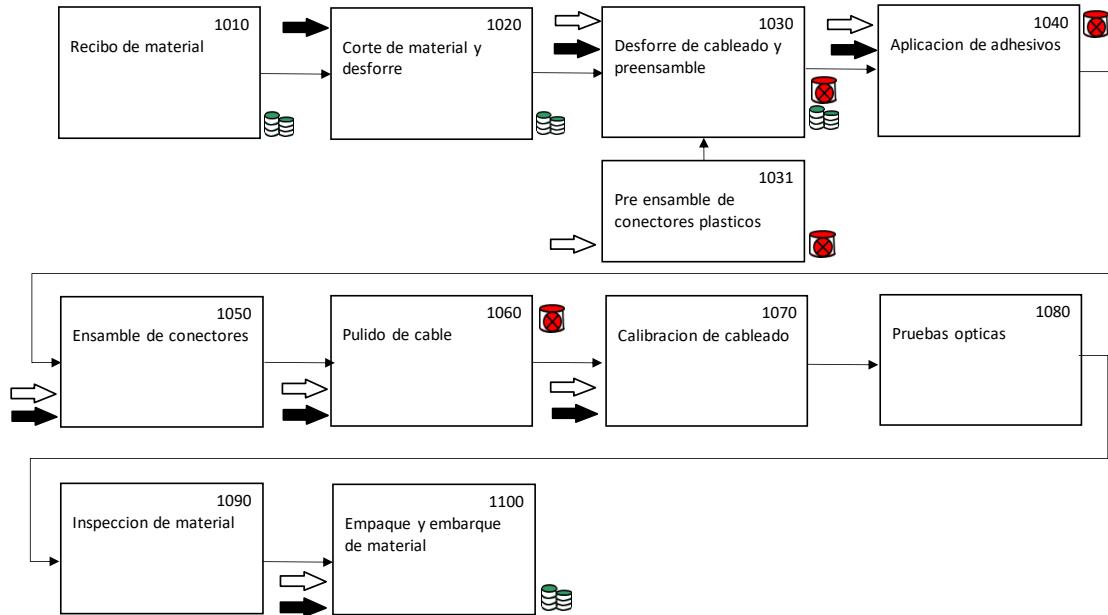 1010
Recibo de material
1020
Corte de material y
desforre
1030
Desforre de cableado y
preensamble
1040
Aplicacion de adhesivos
1031
Pre ensamble de
conectores plasticos
1050
Ensamble de conectores
1060
Pulido de cable
1070
Calibracion de cableado
1080
Pruebas opticas
1090
Inspeccion de material
1100
Empaque y embarque
de material